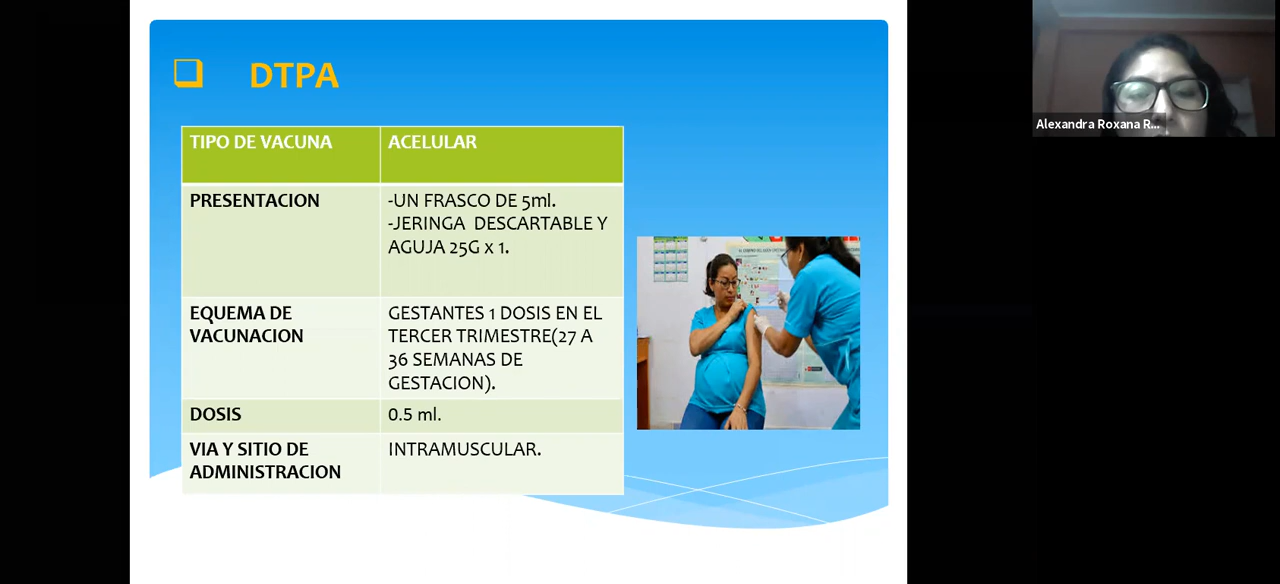 DTPA
TIPO DE VACUNA
ACELULAR
PRESENTACION
-UN FRASCO DE 5ml.
-JERINGA DESCARTABLE Y
AGUJA 25G x 1.
EQUEMA DE
VACUNACION
GESTANTES 1 DOSIS EN EL
TERCER TRIMESTRE(27 A
36 SEMANAS DE
GESTACION).
DOSIS
0.5 ml.
VIA Y SITIO DE
ADMINISTRACION
INTRAMUSCULAR.
Alexandra Roxana R...